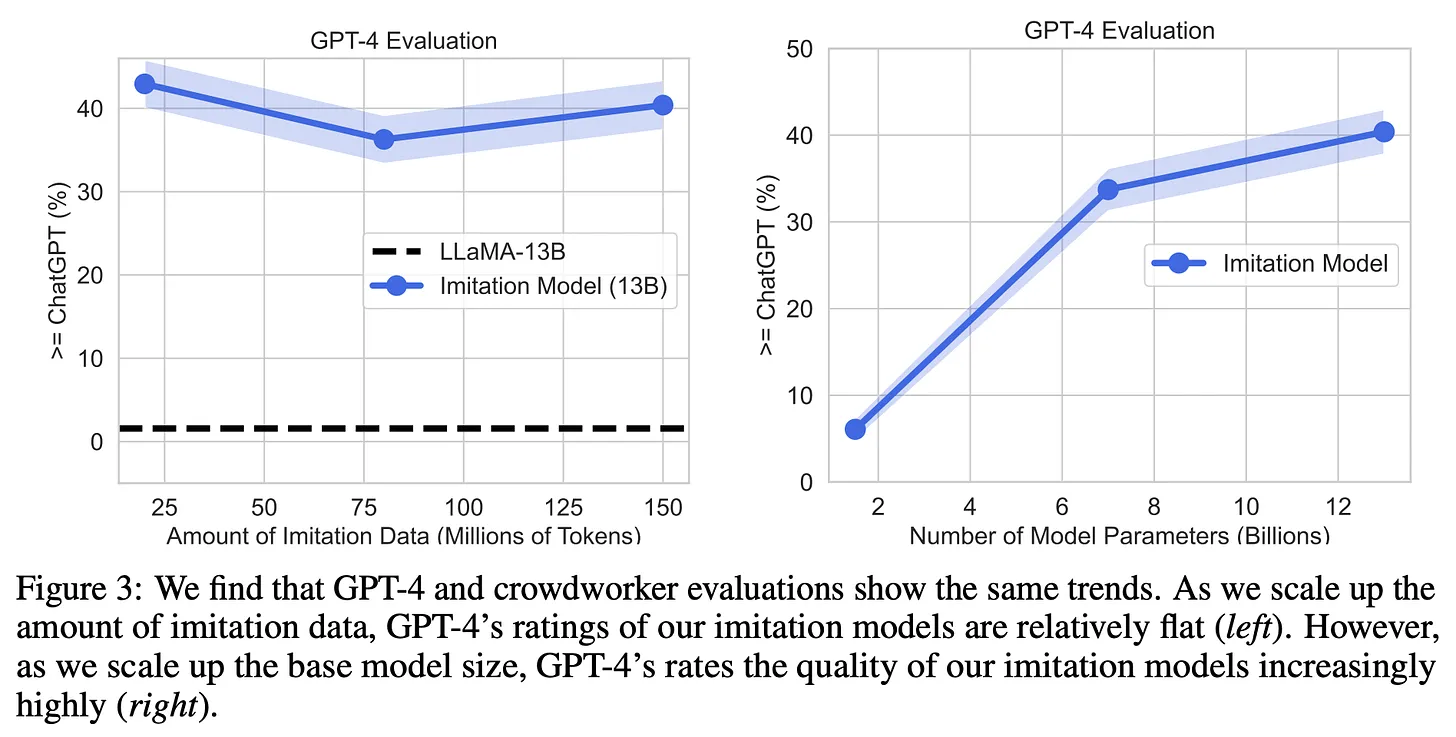 GPT-4 Evaluation
>= ChatGPT (%)
40
30
20
10
0
LLaMA-13B
Imitation Model (13B)
25 50 75 100 125 150
Amount of Imitation Data (Millions of Tokens)
GPT-4 Evaluation
>= ChatGPT (%)
50
40
30
20
10
0
Imitation Model
2 4 6 8 10 12
Number of Model Parameters (Billions)
Figure 3: We find that GPT-4 and crowdworker evaluations show the same trends. As we scale up the
amount of imitation data, GPT-4’s ratings of our imitation models are relatively flat (left). However,
as we scale up the base model size, GPT-4’s rates the quality of our imitation models increasingly
highly (right).